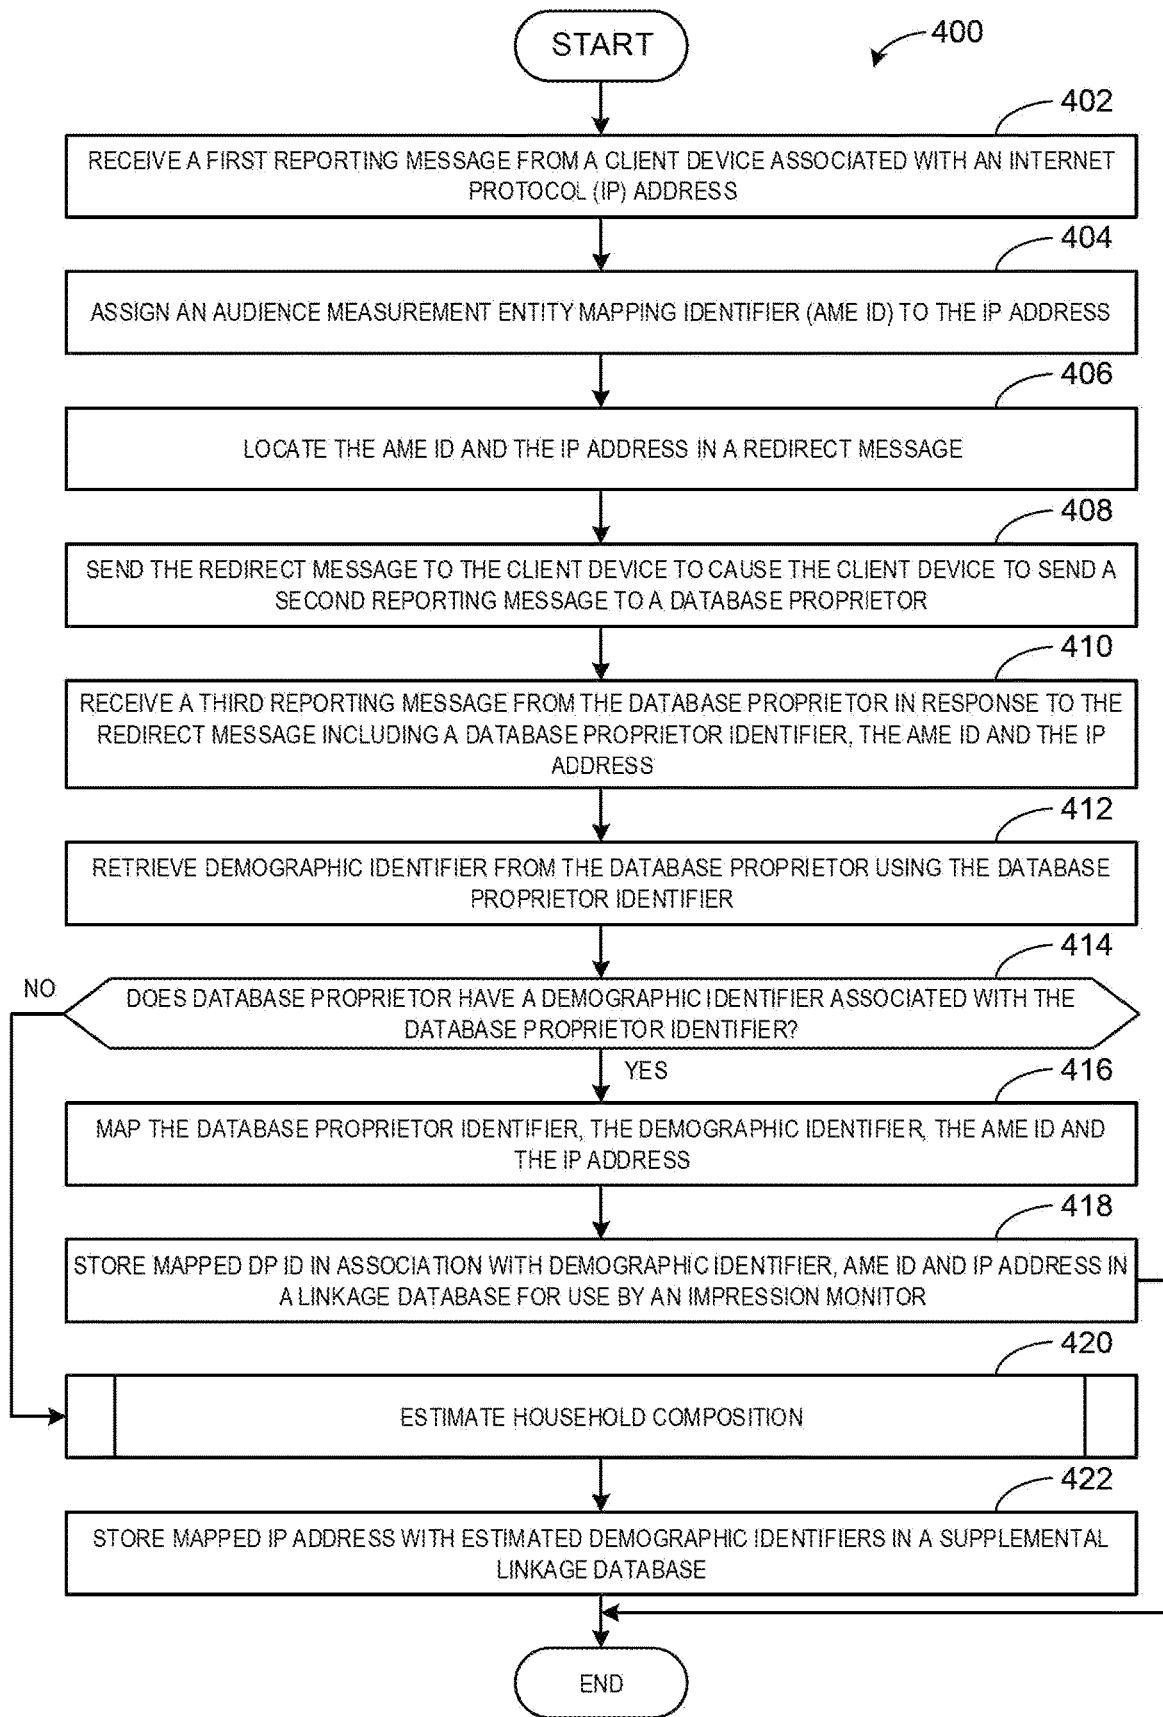 START
400
402
RECEIVE A FIRST REPORTING MESSAGE FROM A CLIENT DEVICE ASSOCIATED WITH AN INTERNET
PROTOCOL (IP) ADDRESS
404
ASSIGN AN AUDIENCE MEASUREMENT ENTITY MAPPING IDENTIFIER (AME ID) TO THE IP ADDRESS
406
LOCATE THE AME ID AND THE IP ADDRESS IN A REDIRECT MESSAGE
408
SEND THE REDIRECT MESSAGE TO THE CLIENT DEVICE TO CAUSE THE CLIENT DEVICE TO SEND A
SECOND REPORTING MESSAGE TO A DATABASE PROPRIETOR
410
RECEIVE A THIRD REPORTING MESSAGE FROM THE DATABASE PROPRIETOR IN RESPONSE TO THE
REDIRECT MESSAGE INCLUDING A DATABASE PROPRIETOR IDENTIFIER, THE AME ID AND THE IP
ADDRESS
412
RETRIEVE DEMOGRAPHIC IDENTIFIER FROM THE DATABASE PROPRIETOR USING THE DATABASE
PROPRIETOR IDENTIFIER
414
NO
DOES DATABASE PROPRIETOR HAVE A DEMOGRAPHIC IDENTIFIER ASSOCIATED WITH THE
DATABASE PROPRIETOR IDENTIFIER?
YES
416
MAP THE DATABASE PROPRIETOR IDENTIFIER, THE DEMOGRAPHIC IDENTIFIER, THE AME ID AND
THE IP ADDRESS
418
STORE MAPPED DP ID IN ASSOCIATION WITH DEMOGRAPHIC IDENTIFIER, AME ID AND IP ADDRESS IN
A LINKAGE DATABASE FOR USE BY AN IMPRESSION MONITOR
420
ESTIMATE HOUSEHOLD COMPOSITION
422
STORE MAPPED IP ADDRESS WITH ESTIMATED DEMOGRAPHIC IDENTIFIERS IN A SUPPLEMENTAL
LINKAGE DATABASE
END